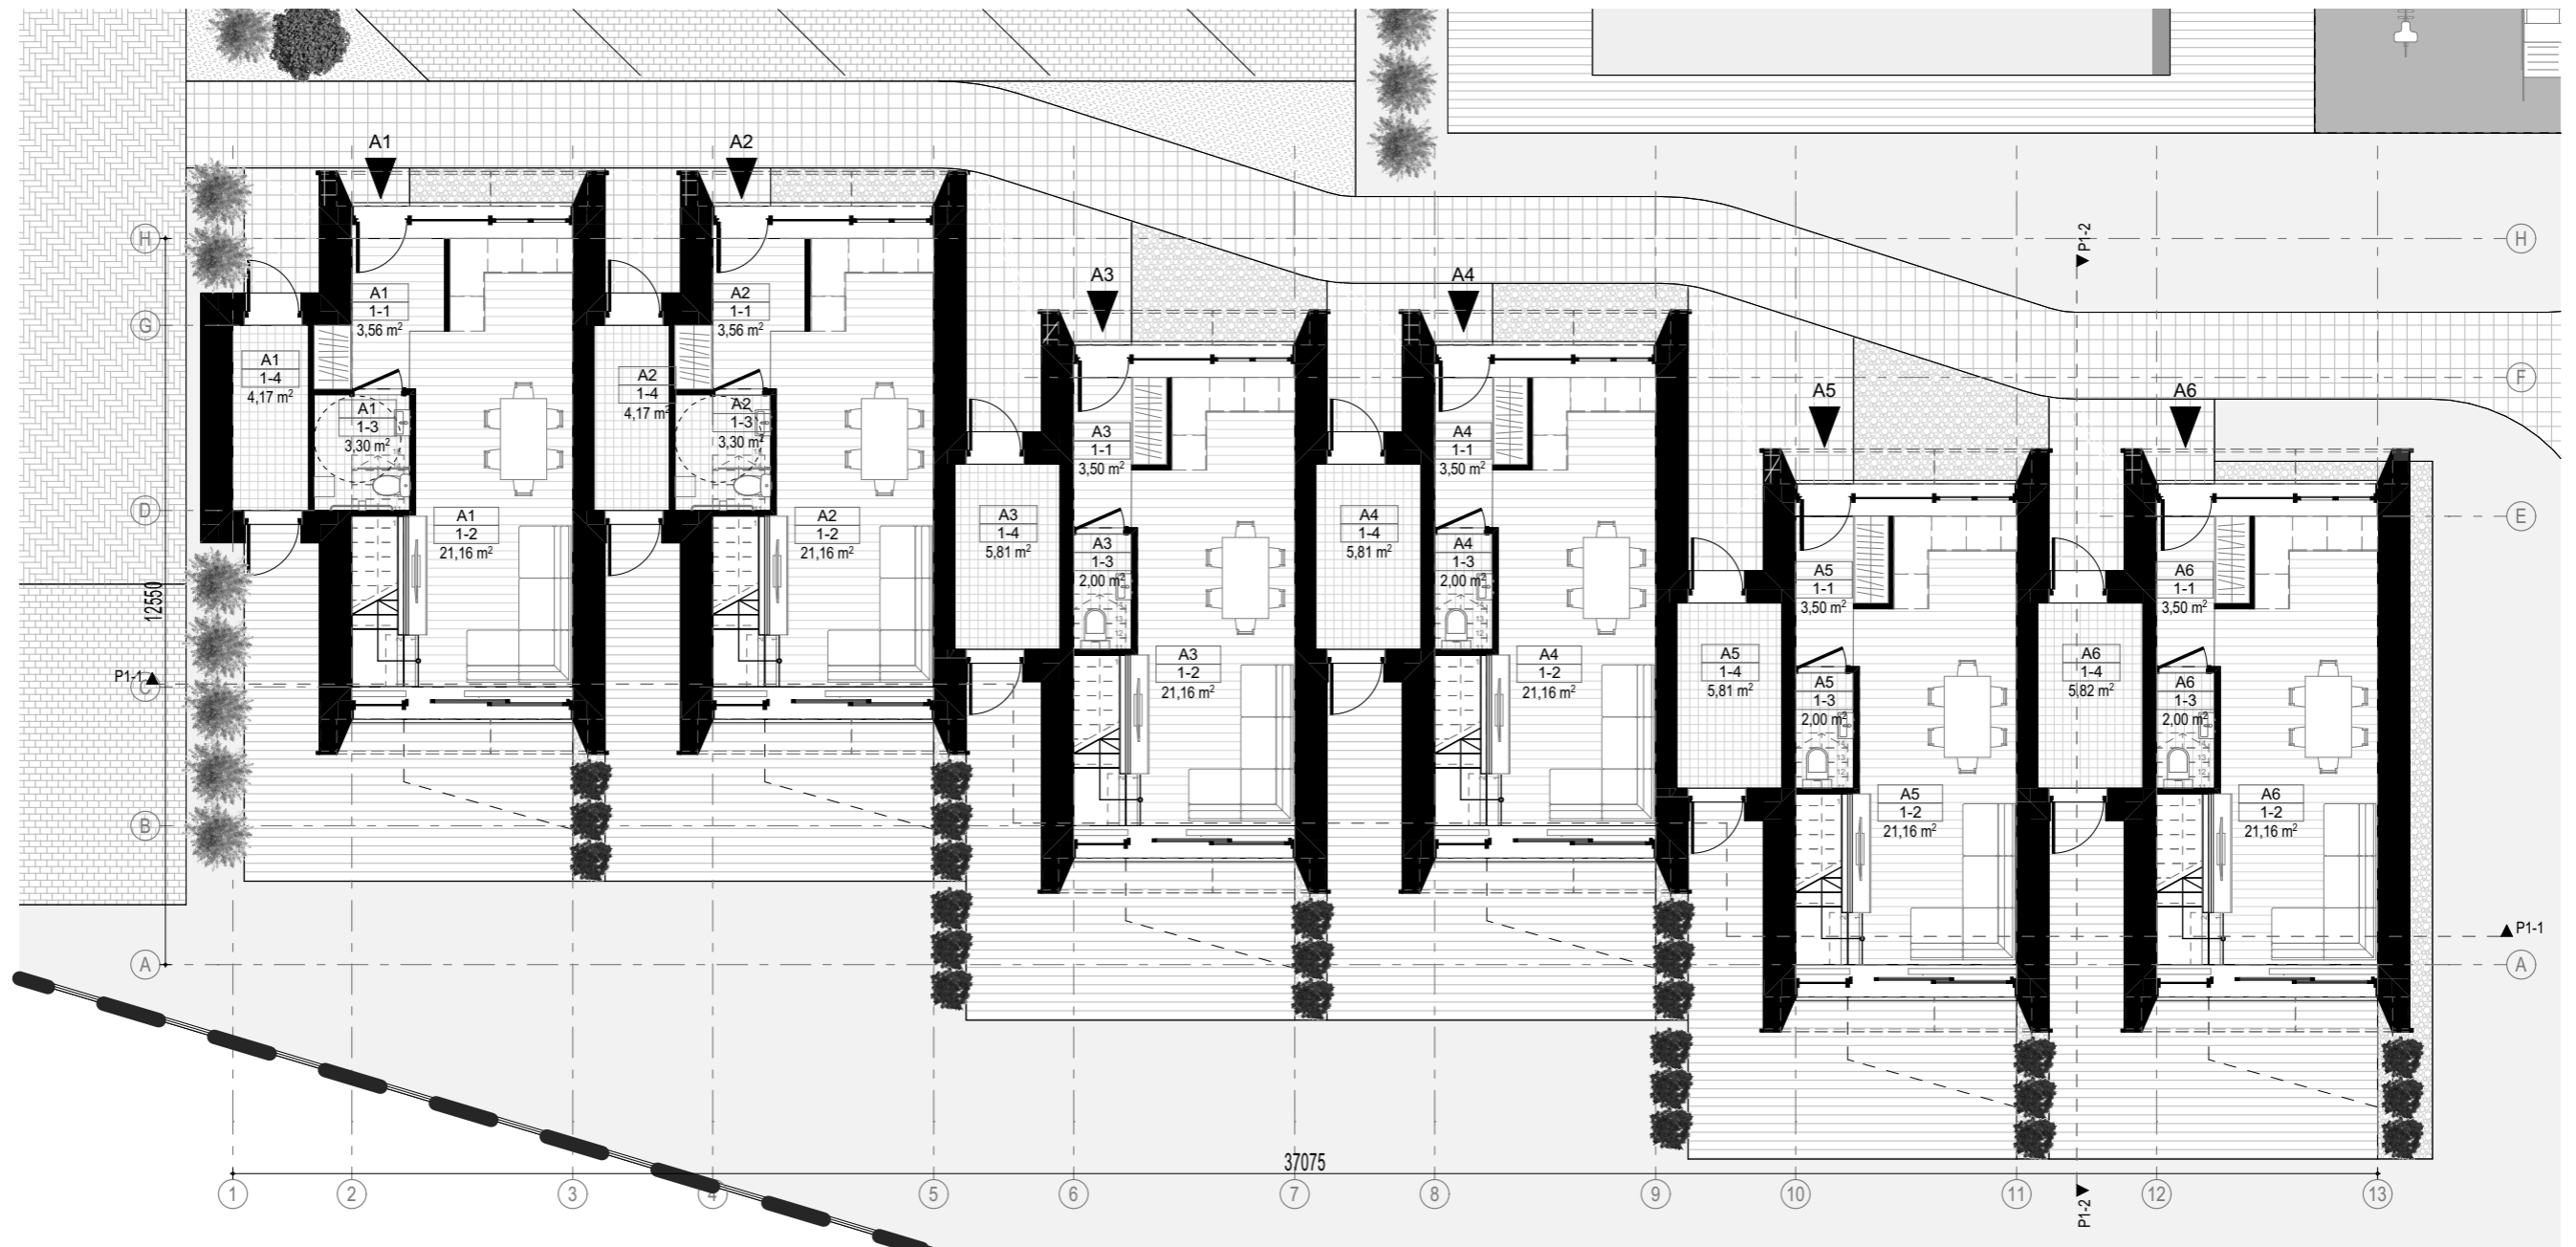 A1
A2
A3
A4
A5
A6
H
H
P1-2
G
F
D
E
C
B
A
A
12550
P1-1
P1-1
A1
1-1
3,56 m²
A1
1-4
4,17 m²
A1
1-3
3,30 m²
A1
1-2
21,16 m²
A2
1-1
3,56 m²
A2
1-4
4,17 m²
A2
1-3
3,30 m²
A2
1-2
21,16 m²
A3
1-1
3,50 m²
A3
1-4
5,81 m²
A3
1-3
2,00 m²
A3
1-2
21,16 m²
A4
1-1
3,50 m²
A4
1-4
5,81 m²
A4
1-3
2,00 m²
A4
1-2
21,16 m²
A5
1-1
3,50 m²
A5
1-4
5,81 m²
A5
1-3
2,00 m²
A5
1-2
21,16 m²
A6
1-1
3,50 m²
A6
1-4
5,82 m²
A6
1-3
2,00 m²
A6
1-2
21,16 m²
37075
1
2
3
4
5
6
7
8
9
10
11
12
13
P1-2